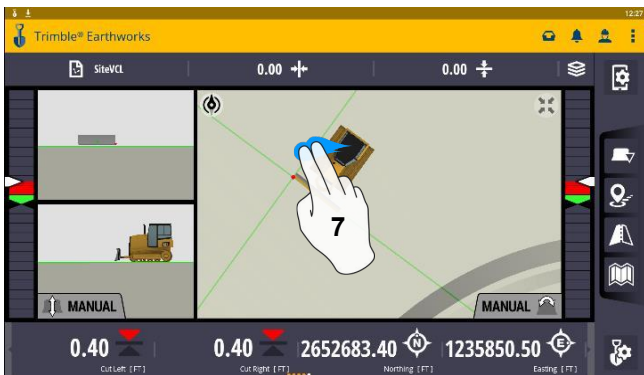 12:27
Trimble® Earthworks
SiteVCL
0.00
0.00
7
MANUAL
MANUAL
0.40
0.40
2652683.40
N
1235850.50
E
Cut Left [FT]
Cut Right [FT]
Northing [FT]
Easting [FT]